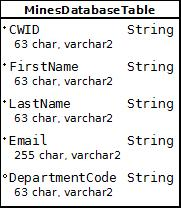 MinesDatabaseTable
CWID String
63 char, varchar2
FirstName String
63 char, varchar2
LastName String
63 char, varchar2
Email String
255 char, varchar2
DepartmentCode String
63 char, varchar2